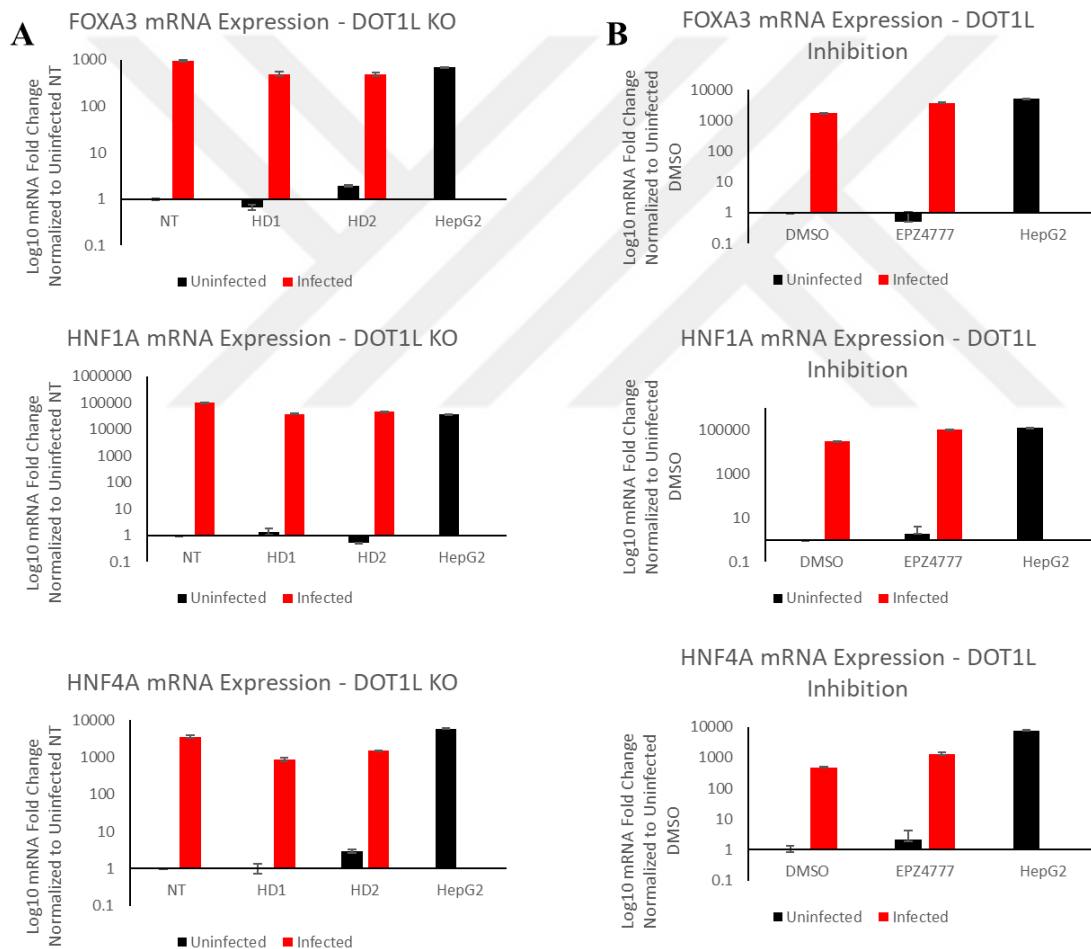 A
FOXA3 mRNA Expression - DOT1L KO
Log10 mRNA Fold Change
Normalized to Uninfected NT
1000
100
10
1
0.1
NT HD1 HD2 HepG2
Uninfected Infected
HNF1A mRNA Expression - DOT1L KO
Log10 mRNA Fold Change
Normalized to Uninfected NT
1000000
100000
10000
1000
100
10
1
0.1
NT HD1 HD2 HepG2
Uninfected Infected
HNF4A mRNA Expression - DOT1L KO
Log10 mRNA Fold Change
Normalized to Uninfected NT
10000
1000
100
10
1
0.1
NT HD1 HD2 HepG2
Uninfected Infected
B
FOXA3 mRNA Expression - DOT1L
Inhibition
Log10 mRNA Fold Change
Normalized to Uninfected
DMSO
10000
1000
100
10
1
0.1
DMSO EPZ4777 HepG2
Uninfected Infected
HNF1A mRNA Expression - DOT1L
Inhibition
Log10 mRNA Fold Change
Normalized to Uninfected
DMSO
100000
1000
10
0.1
DMSO EPZ4777 HepG2
Uninfected Infected
HNF4A mRNA Expression - DOT1L
Inhibition
Log10 mRNA Fold Change
Normalized to Uninfected
DMSO
10000
1000
100
10
1
0.1
DMSO EPZ4777 HepG2
Uninfected Infected